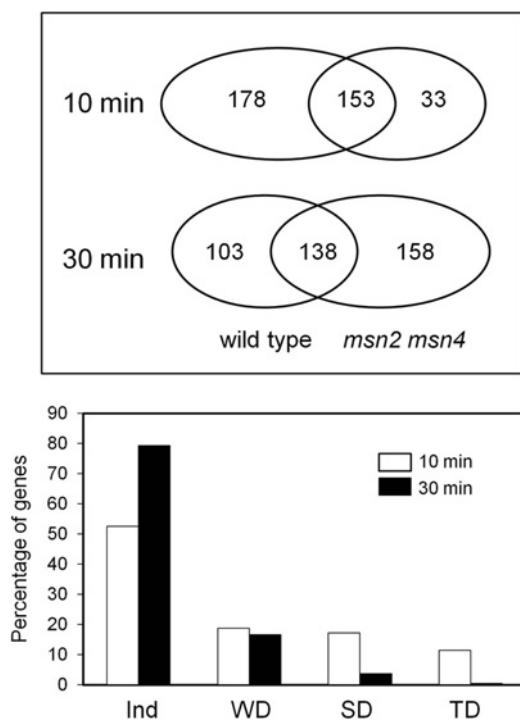 10 min 178 153 33
30 min 103 138 158
wild type msn2 msn4
90
80
70
60
50
40
30
20
10
0
Percentage of genes
10 min
30 min
Ind WD SD TD